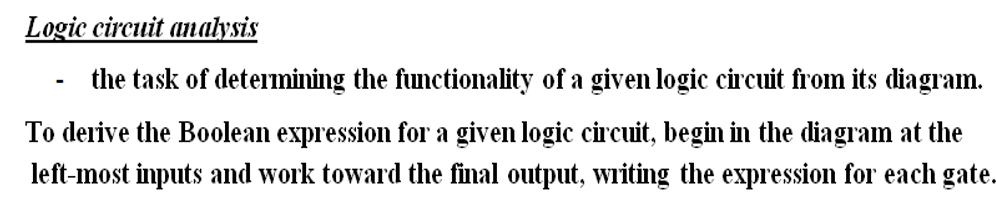 Logic circuit analysis
- the task of determining the functionality of a given logic circuit from its diagram.
To derive the Boolean expression for a given logic circuit, begin in the diagram at the
left-most inputs and work toward the final output, writing the expression for each gate.